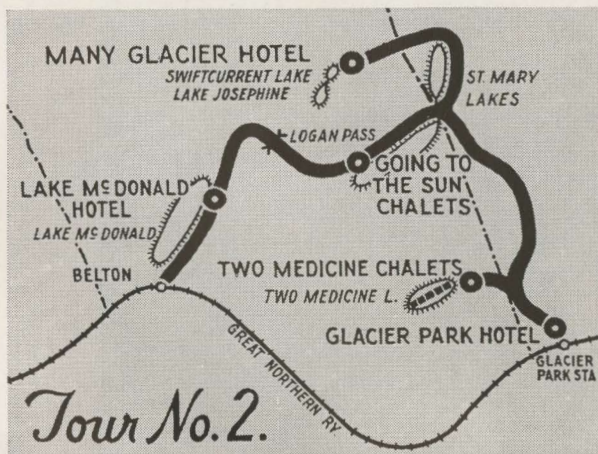 MANY GLACIER HOTEL
SWIFTCURRENT LAKE
LAKE JOSEPHINE
ST. MARY
LAKES
LOGAN PASS
GOING TO
THE SUN
CHALETS
LAKE McDONALD
HOTEL
LAKE McDONALD
BELTON
TWO MEDICINE CHALETS
TWO MEDICINE L.
GLACIER PARK HOTEL
GLACIER
PARK STA
GREAT NORTHERN RY.
Tour No. 2.